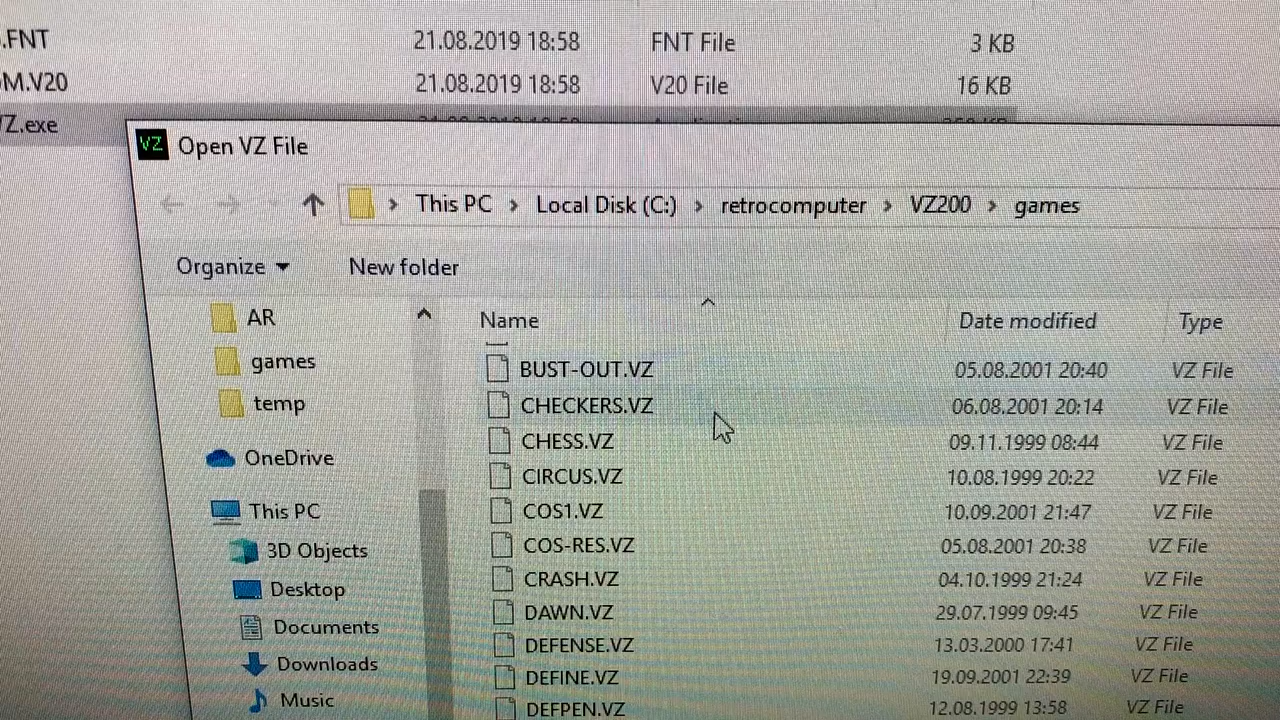 .FNT 21.08.2019 18:58 FNT File 3 KB
M.V20 21.08.2019 18:58 V20 File 16 KB
Z.exe
VZ Open VZ File
This PC > Local Disk (C:) > retrocomputer > VZ200 > games
Organize New folder
AR
games
temp
OneDrive
This PC
3D Objects
Desktop
Documents
Downloads
Music
Name Date modified Type
BUST-OUT.VZ 05.08.2001 20:40 VZ File
CHECKERS.VZ 06.08.2001 20:14 VZ File
CHESS.VZ 09.11.1999 08:44 VZ File
CIRCUS.VZ 10.08.1999 20:22 VZ File
COS1.VZ 10.09.2001 21:47 VZ File
COS-RES.VZ 05.08.2001 20:38 VZ File
CRASH.VZ 04.10.1999 21:24 VZ File
DAWN.VZ 29.07.1999 09:45 VZ File
DEFENSE.VZ 13.03.2000 17:41 VZ File
DEFINE.VZ 19.09.2001 22:39 VZ File
DEFPEN.VZ 12.08.1999 13:58 VZ File